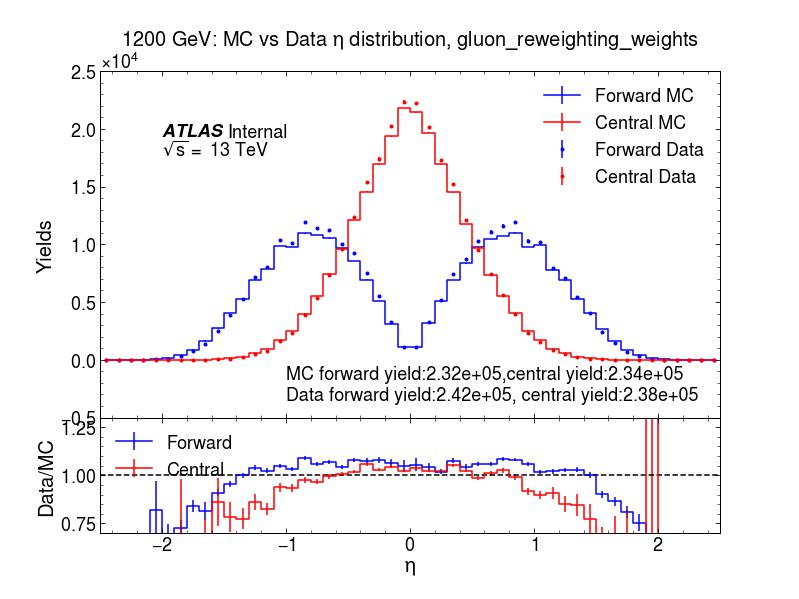 1200 GeV: MC vs Data η distribution, gluon_reweighting_weights
×10⁴
2.5
2.0
1.5
1.0
0.5
0.0
0.5
Yields
ATLAS Internal
√s = 13 TeV
Forward MC
Central MC
Forward Data
Central Data
MC forward yield:2.32e+05,central yield:2.34e+05
Data forward yield:2.42e+05, central yield:2.38e+05
1.25
1.00
0.75
Data/MC
Forward
Central
−2 −1 0 1 2
η